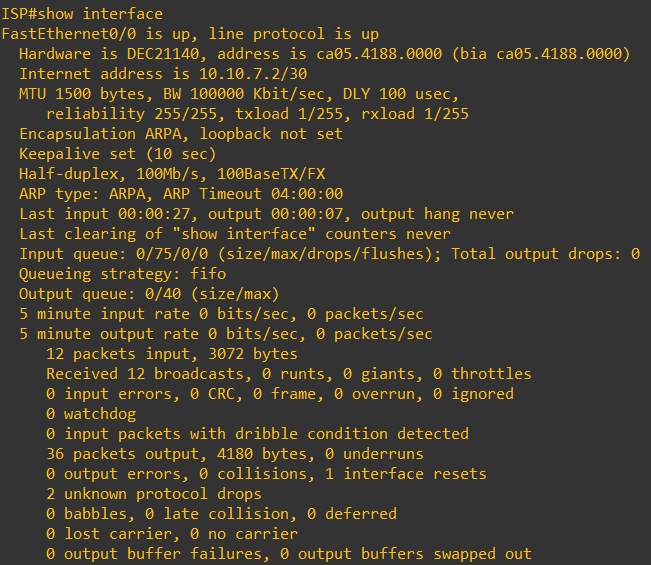 ISP#show interface
FastEthernet0/0 is up, line protocol is up
  Hardware is DEC21140, address is ca05.4188.0000 (bia ca05.4188.0000)
  Internet address is 10.10.7.2/30
  MTU 1500 bytes, BW 100000 Kbit/sec, DLY 100 usec,
     reliability 255/255, txload 1/255, rxload 1/255
  Encapsulation ARPA, loopback not set
  Keepalive set (10 sec)
  Half-duplex, 100Mb/s, 100BaseTX/FX
  ARP type: ARPA, ARP Timeout 04:00:00
  Last input 00:00:27, output 00:00:07, output hang never
  Last clearing of "show interface" counters never
  Input queue: 0/75/0/0 (size/max/drops/flushes); Total output drops: 0
  Queueing strategy: fifo
  Output queue: 0/40 (size/max)
  5 minute input rate 0 bits/sec, 0 packets/sec
  5 minute output rate 0 bits/sec, 0 packets/sec
     12 packets input, 3072 bytes
     Received 12 broadcasts, 0 runts, 0 giants, 0 throttles
     0 input errors, 0 CRC, 0 frame, 0 overrun, 0 ignored
     0 watchdog
     0 input packets with dribble condition detected
     36 packets output, 4180 bytes, 0 underruns
     0 output errors, 0 collisions, 1 interface resets
     2 unknown protocol drops
     0 babbles, 0 late collision, 0 deferred
     0 lost carrier, 0 no carrier
     0 output buffer failures, 0 output buffers swapped out